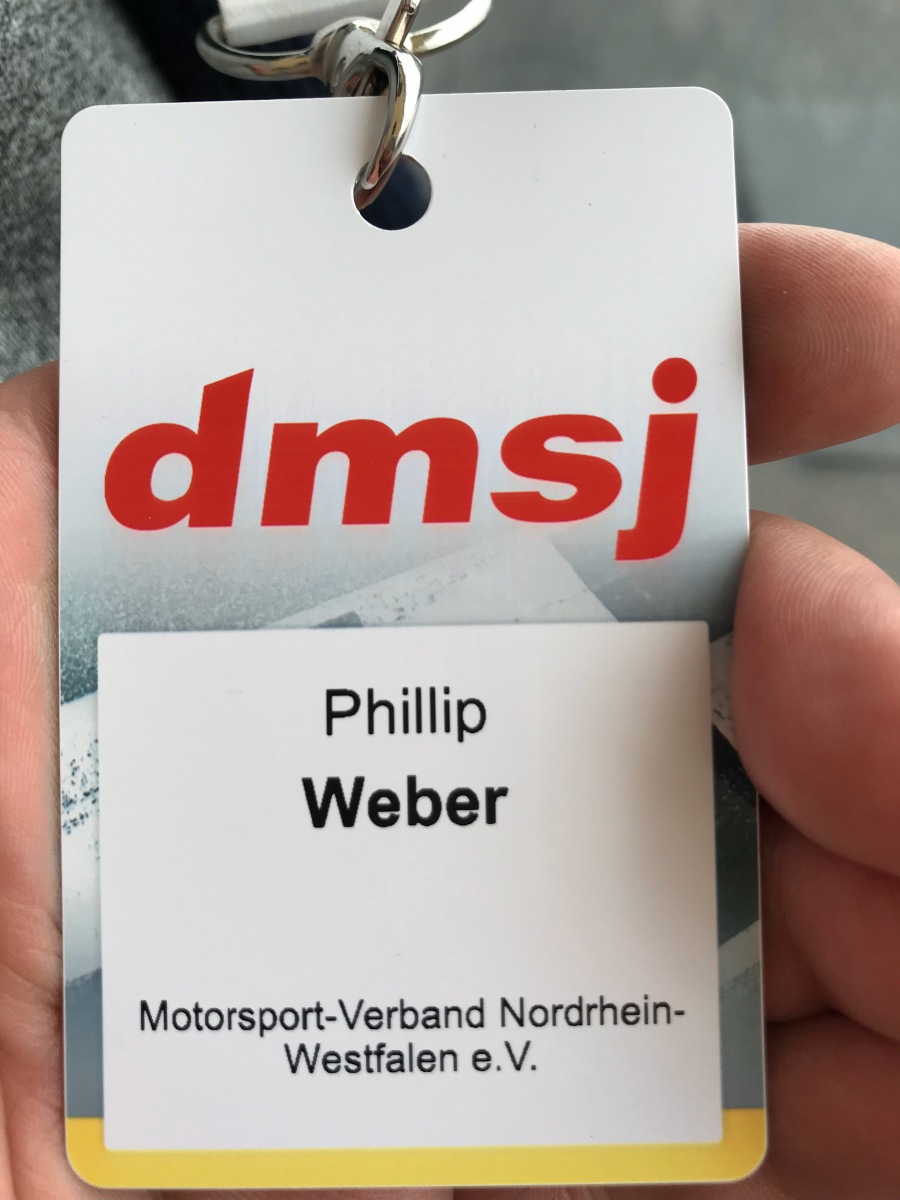 dmsj
Phillip
Weber
Motorsport-Verband Nordrhein-
Westfalen e.V.